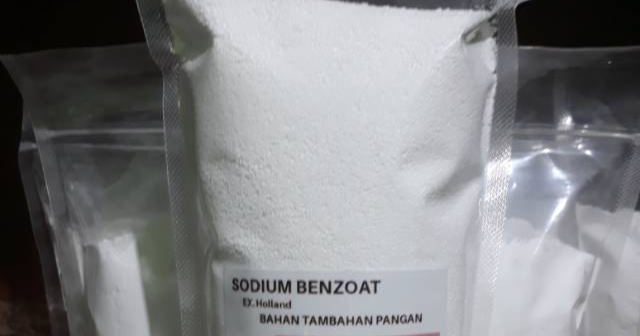 SODIUM BENZOAT
EX. Holland
BAHAN TAMBAHAN PANGAN